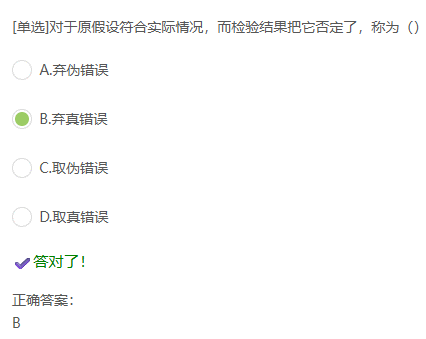 [单选]对于原假设符合实际情况，而检验结果把它否定了，称为（）
A.弃伪错误
B.弃真错误
C.取伪错误
D.取真错误
答对了！
正确答案：
B